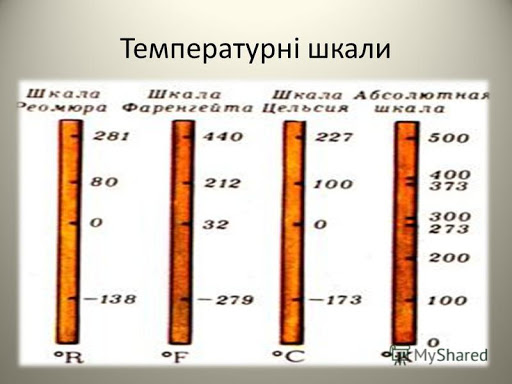 Температурні шкали
Шкала Шкала Шкала Абсолютная
Реомюра Фаренгейта Цельсия шкала
281 440 227 500
400
80 212 100 373
300
0 32 0 273
200
-138 -279 -173 100
0
°R °F °C °K
MyShared